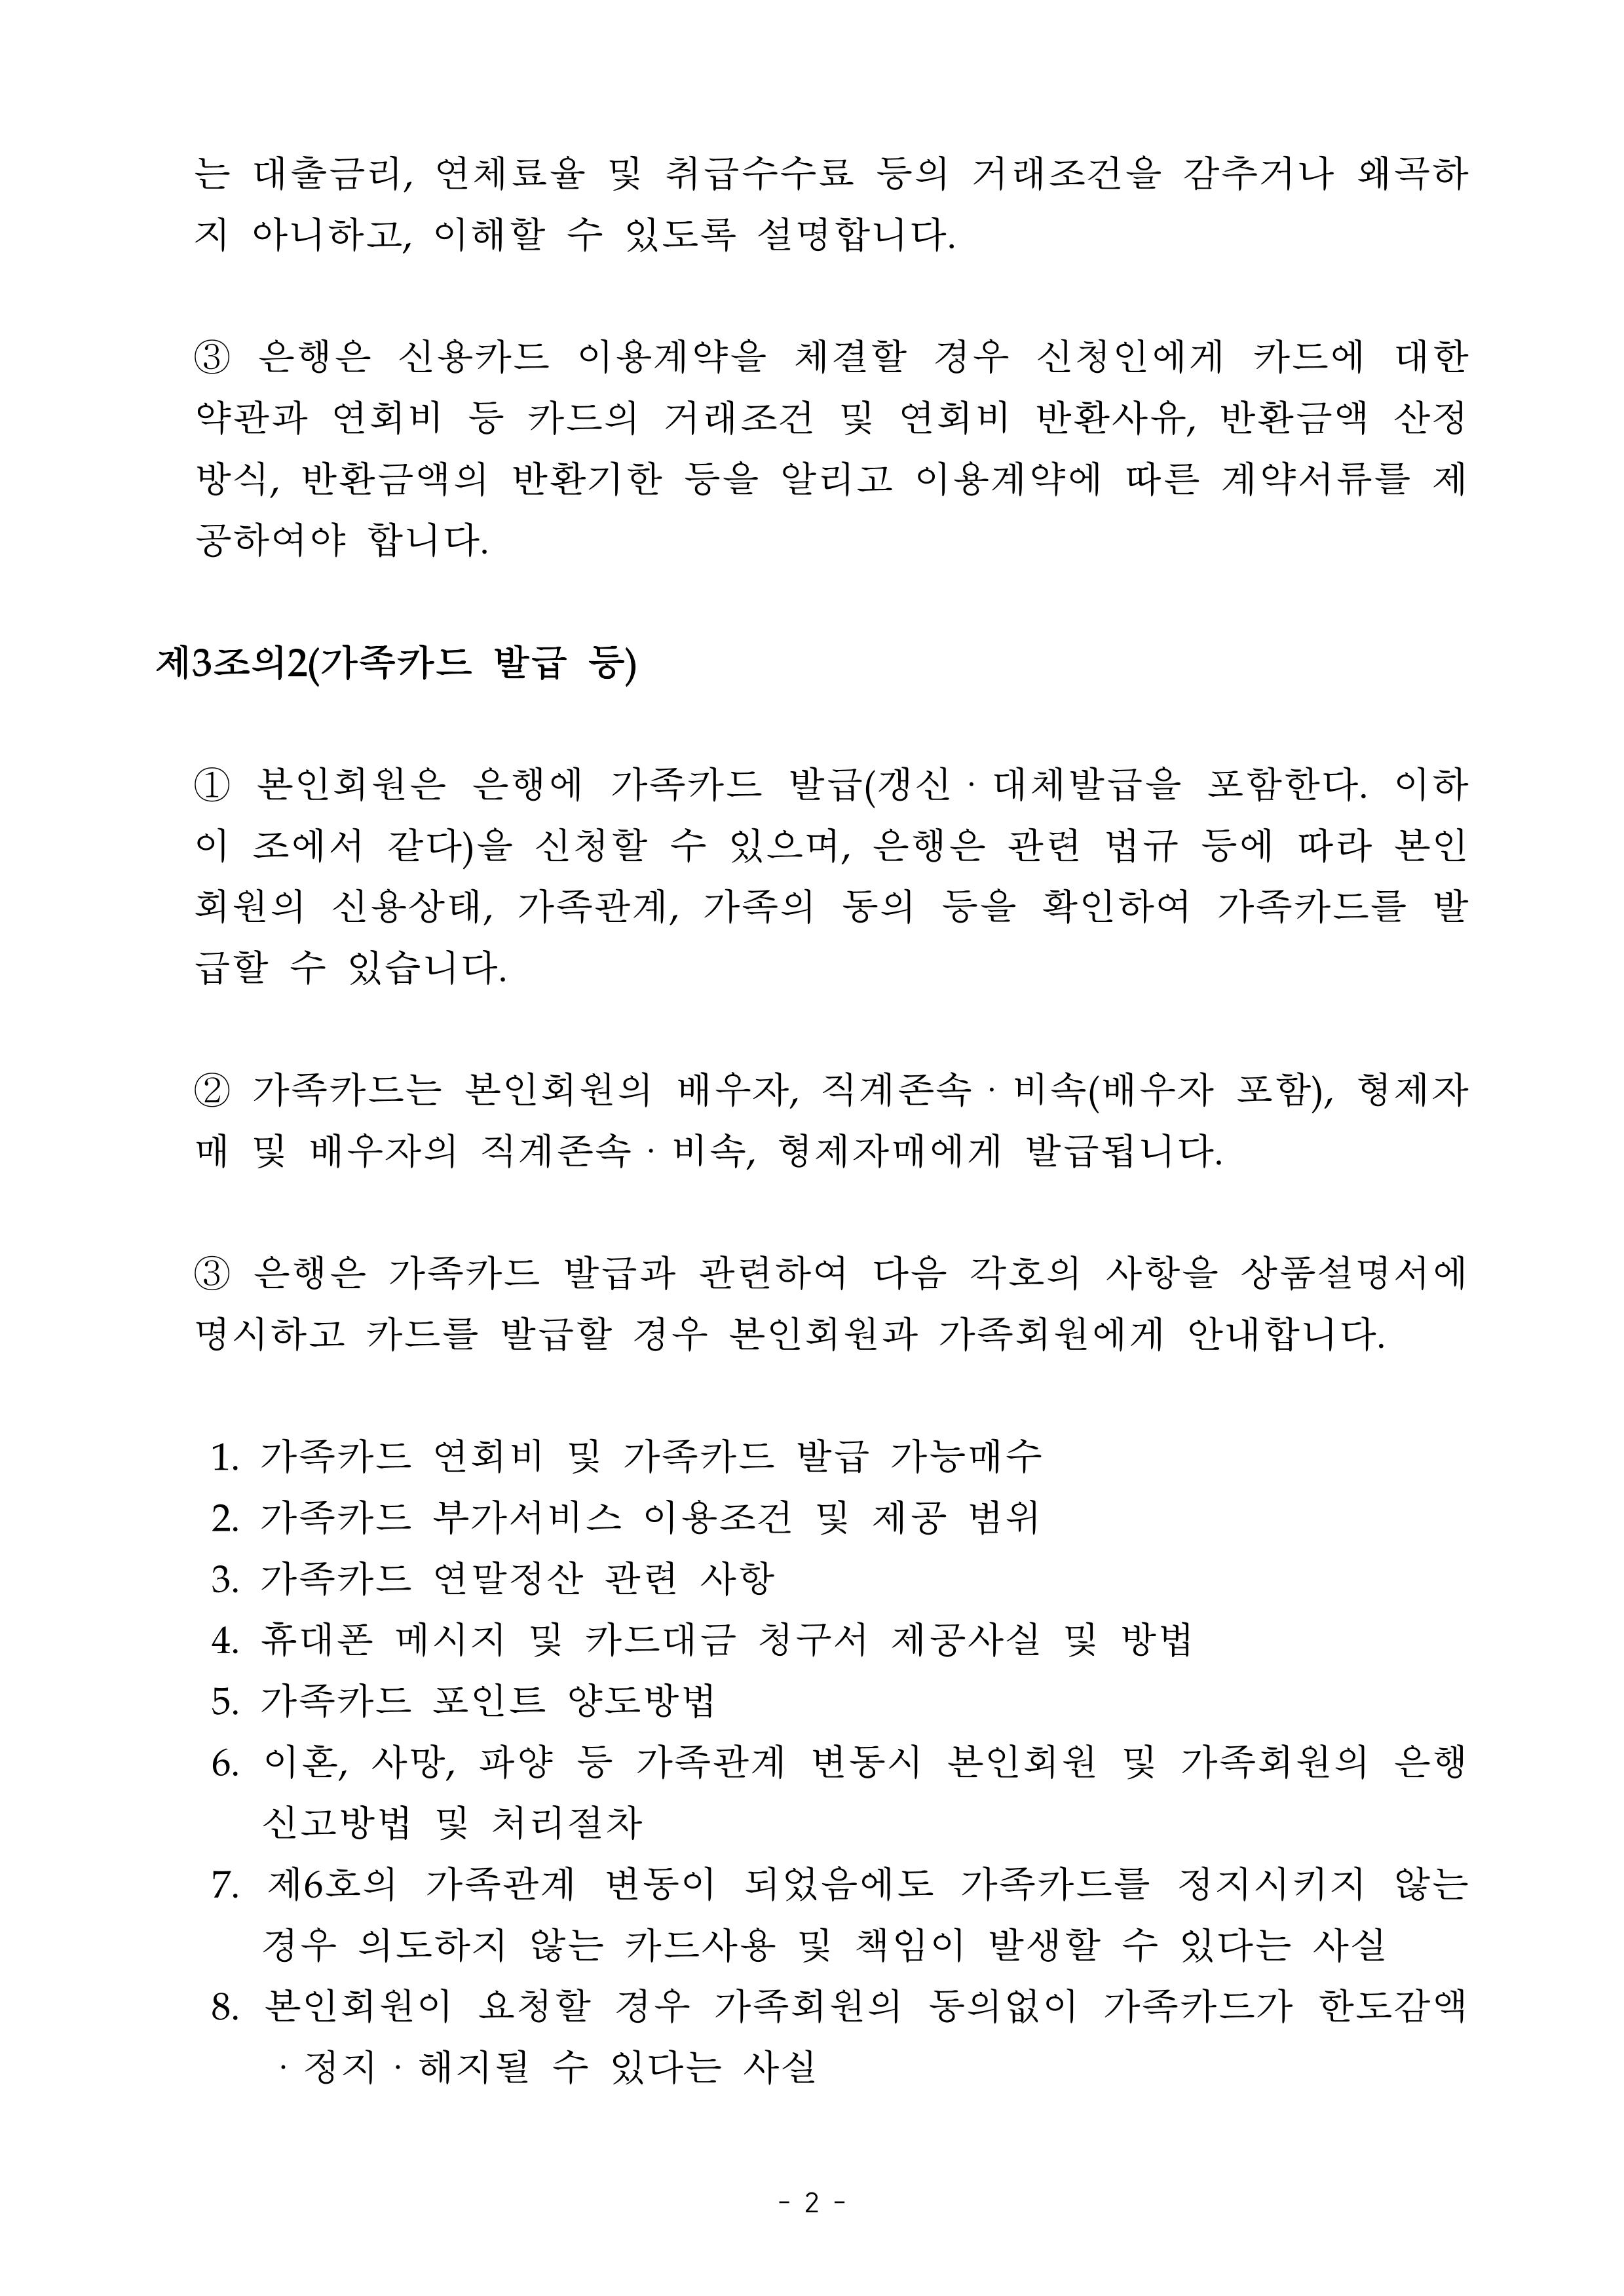 는 대출금리, 연체료율 및 취급수수료 등의 거래조건을 감추거나 왜곡하
지 아니하고, 이해할 수 있도록 설명합니다.
③ 은행은 신용카드 이용계약을 체결할 경우 신청인에게 카드에 대한
약관과 연회비 등 카드의 거래조건 및 연회비 반환사유, 반환금액 산정
방식, 반환금액의 반환기한 등을 알리고 이용계약에 따른 계약서류를 제
공하여야 합니다.
제3조의2(가족카드 발급 등)
① 본인회원은 은행에 가족카드 발급(갱신·대체발급을 포함한다. 이하
이 조에서 같다)을 신청할 수 있으며, 은행은 관련 법규 등에 따라 본인
회원의 신용상태, 가족관계, 가족의 동의 등을 확인하여 가족카드를 발
급할 수 있습니다.
② 가족카드는 본인회원의 배우자, 직계존속·비속(배우자 포함), 형제자
매 및 배우자의 직계존속·비속, 형제자매에게 발급됩니다.
③ 은행은 가족카드 발급과 관련하여 다음 각호의 사항을 상품설명서에
명시하고 카드를 발급할 경우 본인회원과 가족회원에게 안내합니다.
1. 가족카드 연회비 및 가족카드 발급 가능매수
2. 가족카드 부가서비스 이용조건 및 제공 범위
3. 가족카드 연말정산 관련 사항
4. 휴대폰 메시지 및 카드대금 청구서 제공사실 및 방법
5. 가족카드 포인트 양도방법
6. 이혼, 사망, 파양 등 가족관계 변동시 본인회원 및 가족회원의 은행
신고방법 및 처리절차
7. 제6호의 가족관계 변동이 되었음에도 가족카드를 정지시키지 않는
경우 의도하지 않는 카드사용 및 책임이 발생할 수 있다는 사실
8. 본인회원이 요청할 경우 가족회원의 동의없이 가족카드가 한도감액
·정지·해지될 수 있다는 사실
- 2 -